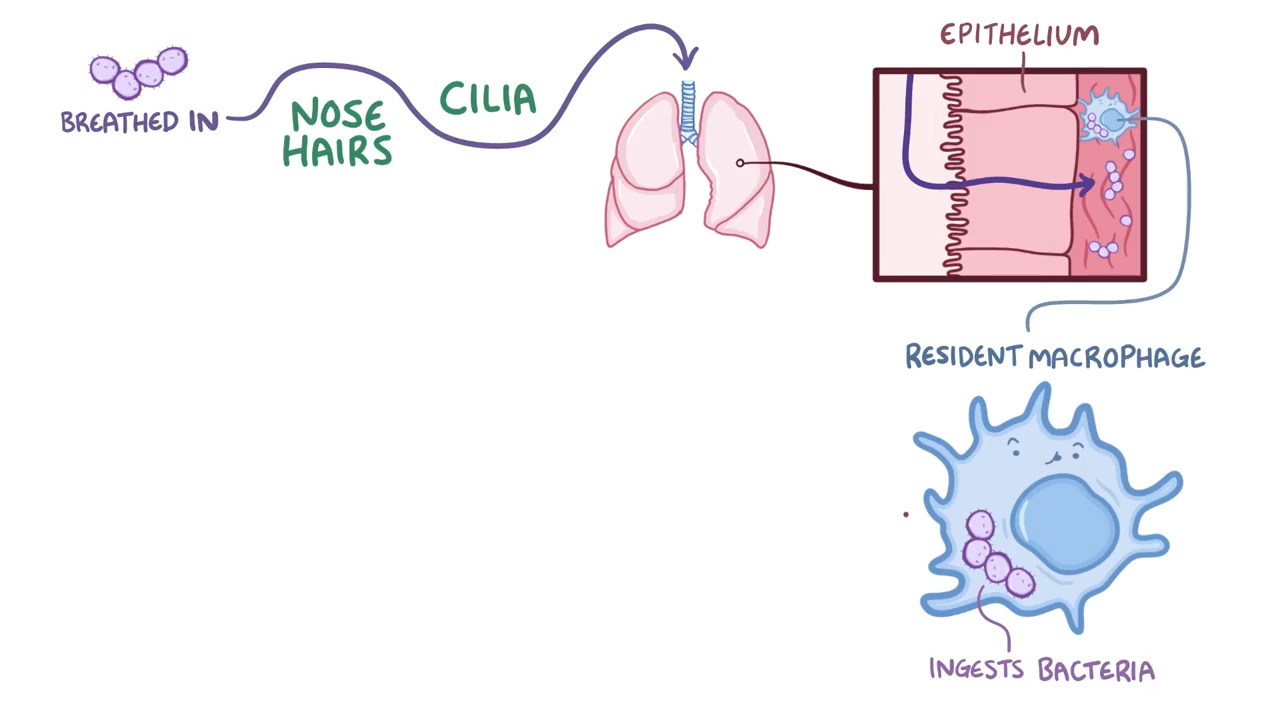 EPITHELIUM
BREATHED IN
NOSE
HAIRS
CILIA
RESIDENT MACROPHAGE
INGESTS BACTERIA